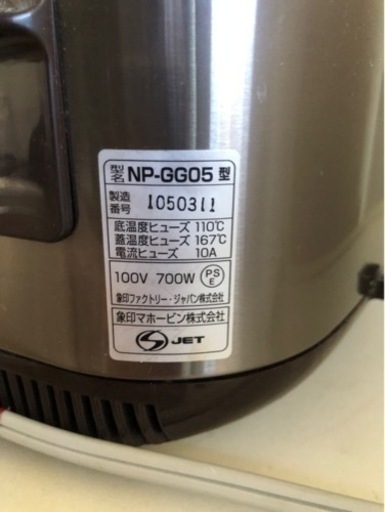 型名 NP-GG05 型
製造番号 1050311
底温度ヒューズ 110℃
蓋温度ヒューズ 167℃
電流ヒューズ 10A
100V 700W PSE
象印ファクトリー・ジャパン株式会社
象印マホービン株式会社
S JET